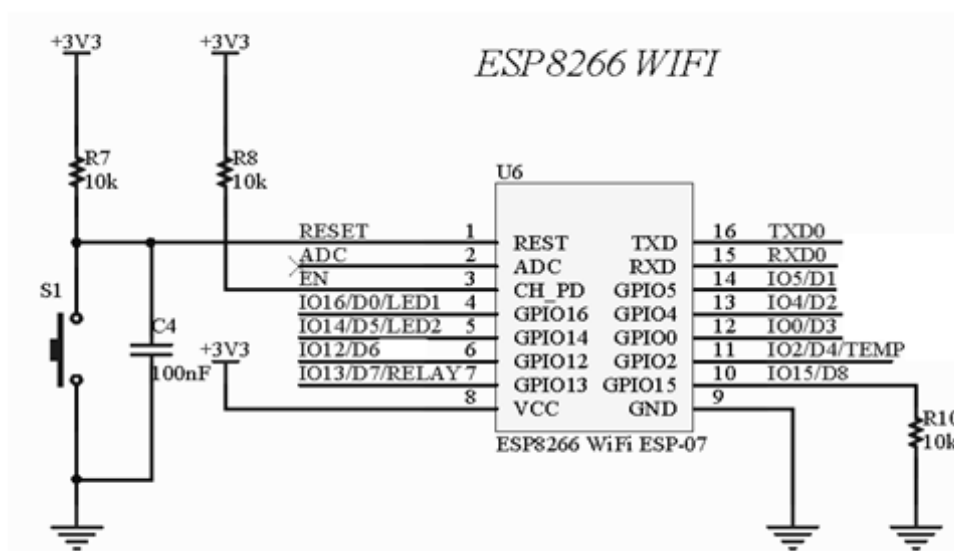 +3V3
+3V3
ESP8266 WIFI
R7
10k
R8
10k
U6
RESET 1 REST TXD 16 TXD0
ADC 2 ADC RXD 15 RXD0
EN 3 CH_PD GPIO5 14 IO5/D1
IO16/D0/LED1 4 GPIO16 GPIO4 13 IO4/D2
IO14/D5/LED2 5 GPIO14 GPIO0 12 IO0/D3
IO12/D6 6 GPIO12 GPIO2 11 IO2/D4/TEMP
IO13/D7/RELAY 7 GPIO13 GPIO15 10 IO15/D8
8 VCC GND 9
S1
C4
100nF
+3V3
ESP8266 WiFi ESP-07
R10
10k